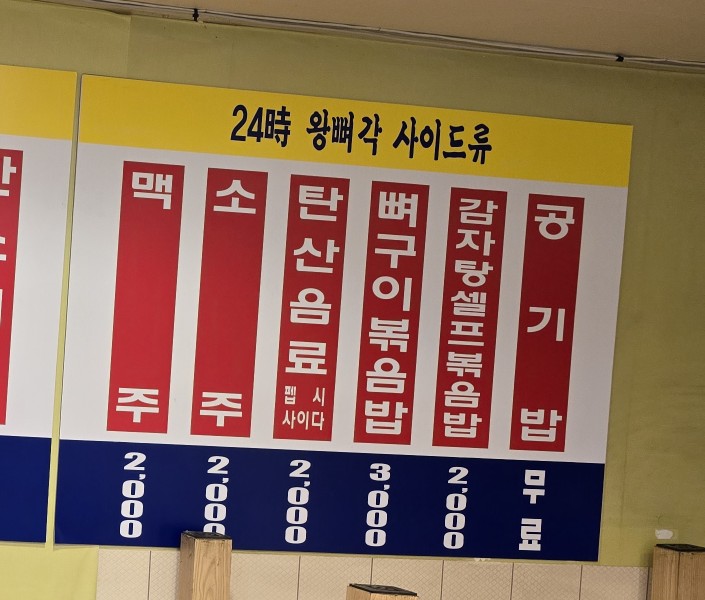 24時 왕뼈각 사이드류
맥주
2,000
소주
2,000
탄산음료
펩시
사이다
2,000
뼈구이볶음밥
3,000
감자탕셀프볶음밥
2,000
공기밥
무료